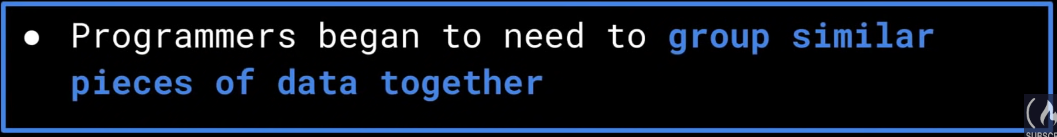 ● Programmers began to need to group similar
pieces of data together